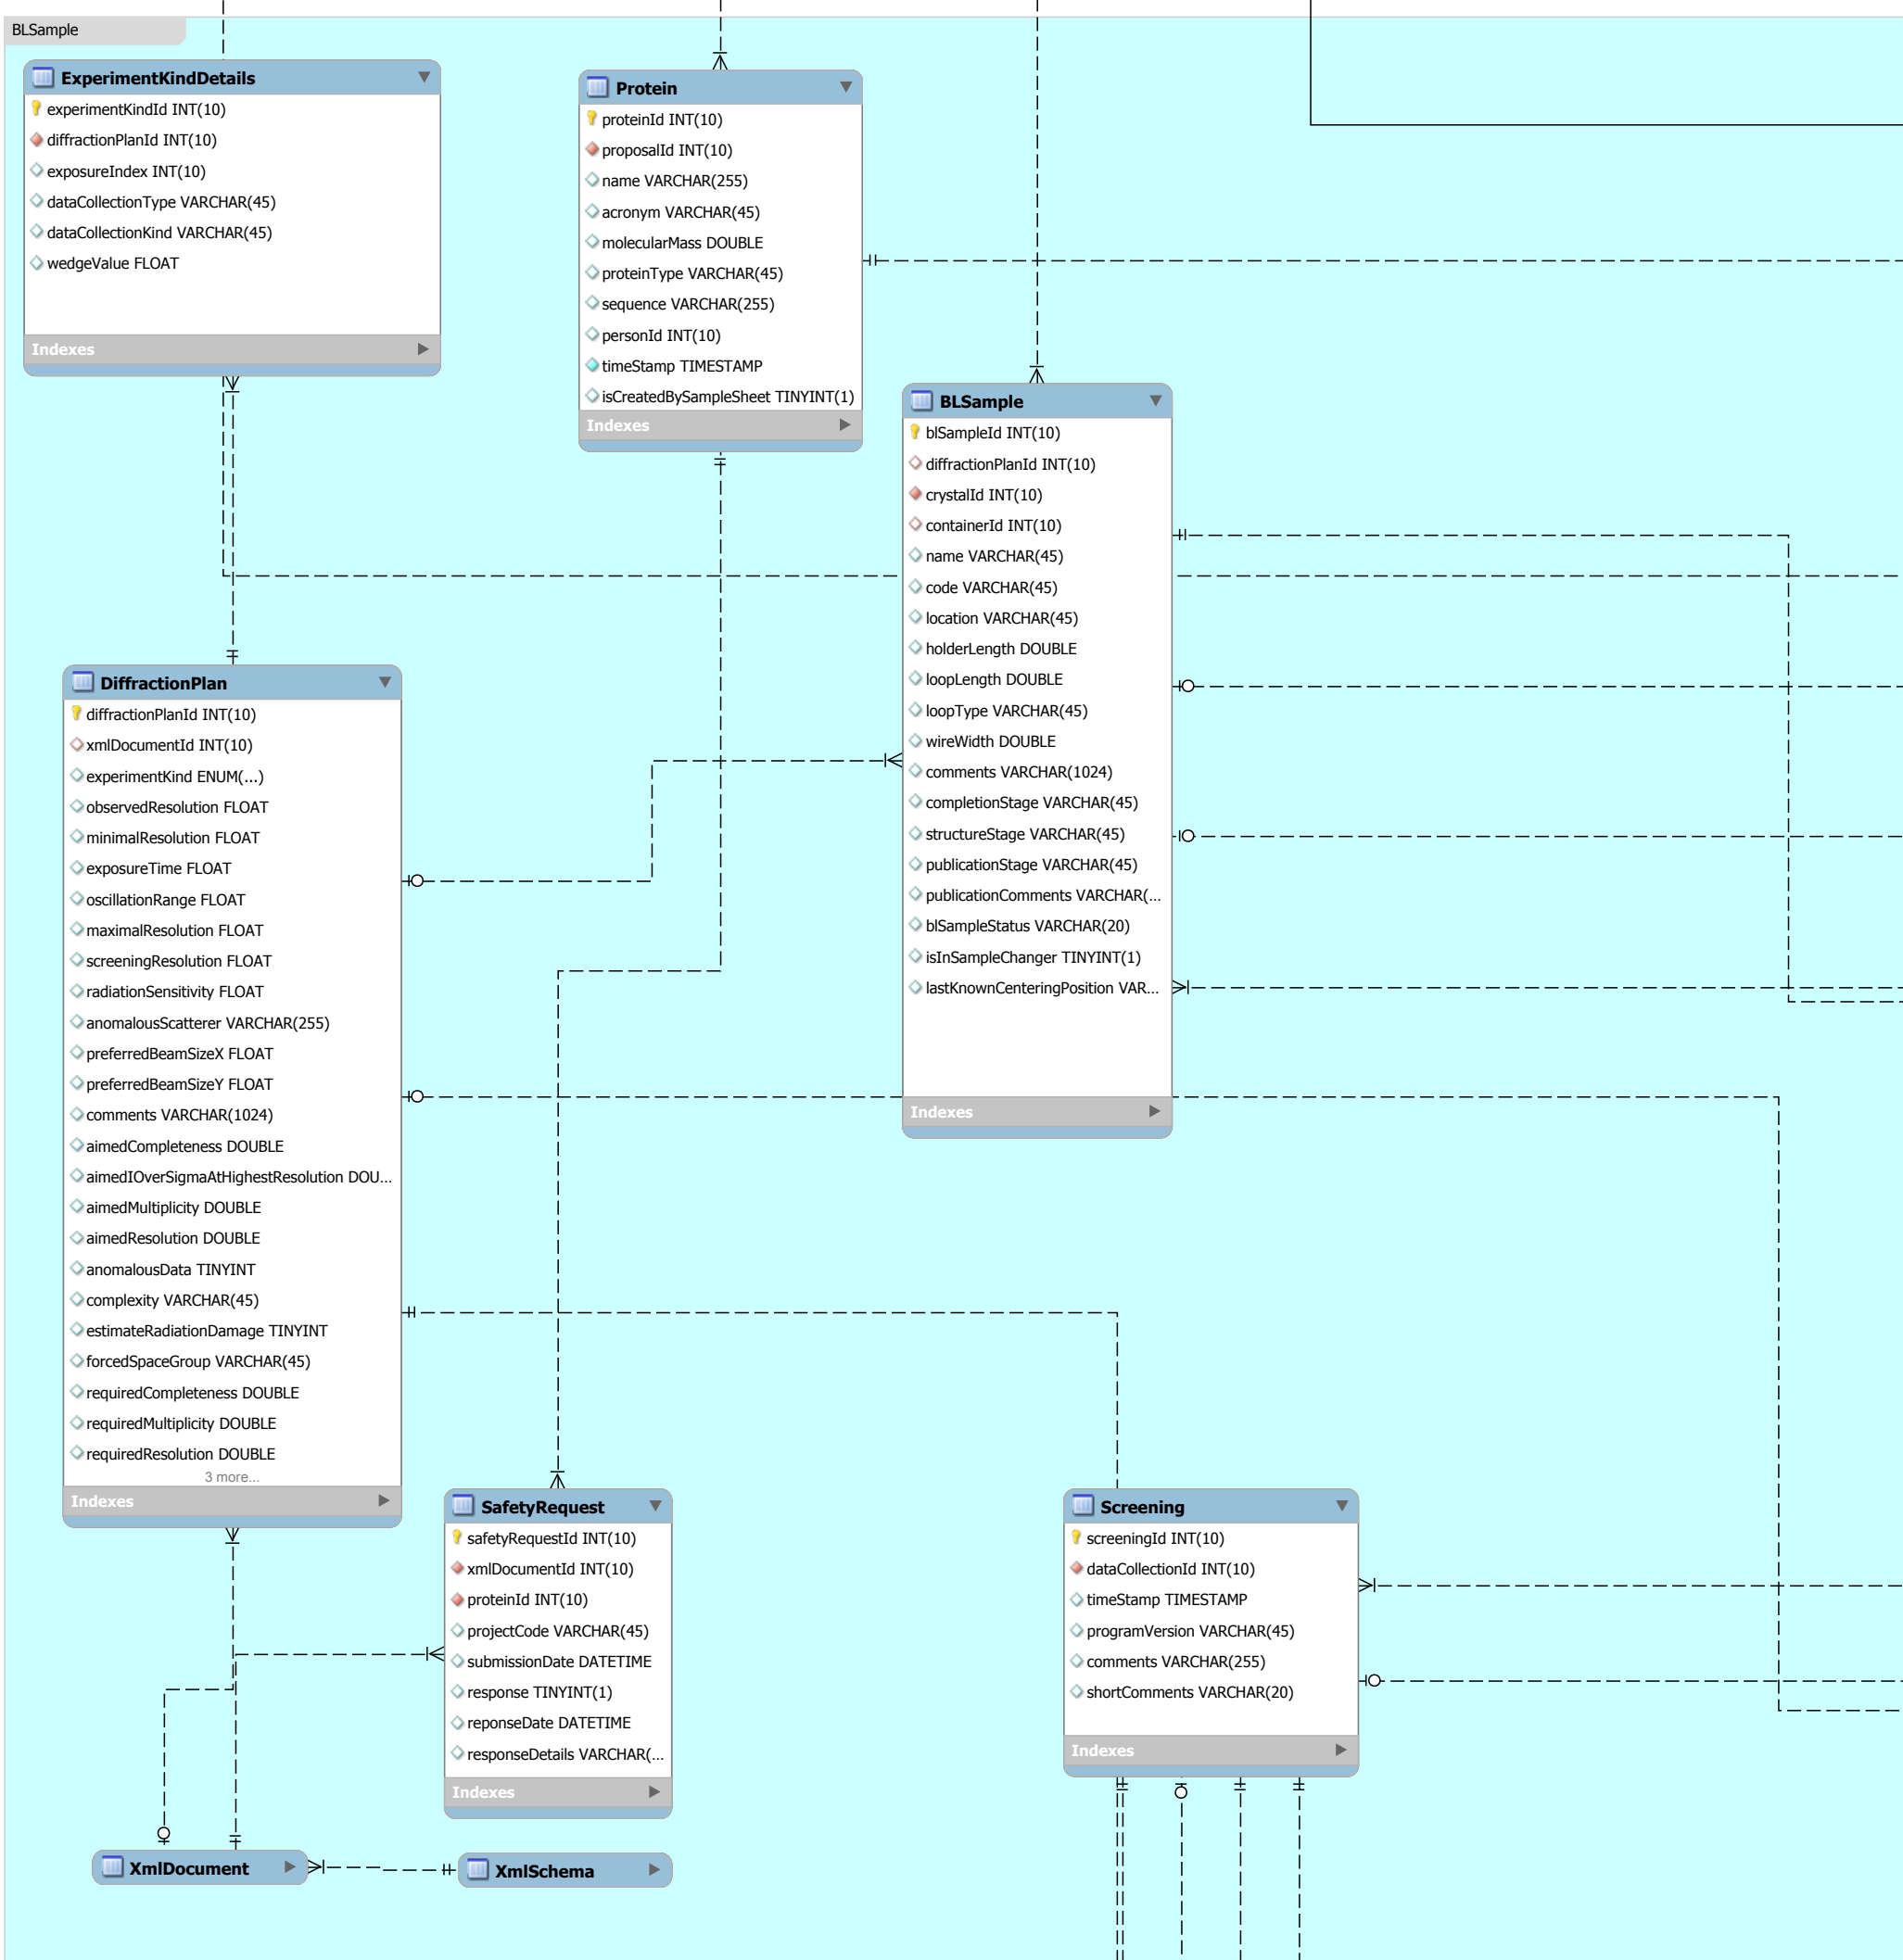 BLSample
ExperimentKindDetails
experimentKindId INT(10)
diffractionPlanId INT(10)
exposureIndex INT(10)
dataCollectionType VARCHAR(45)
dataCollectionKind VARCHAR(45)
wedgeValue FLOAT
Indexes
Protein
proteinId INT(10)
proposalId INT(10)
name VARCHAR(255)
acronym VARCHAR(45)
molecularMass DOUBLE
proteinType VARCHAR(45)
sequence VARCHAR(255)
personId INT(10)
timeStamp TIMESTAMP
isCreatedBySampleSheet TINYINT(1)
Indexes
BLSample
blSampleId INT(10)
diffractionPlanId INT(10)
crystalId INT(10)
containerId INT(10)
name VARCHAR(45)
code VARCHAR(45)
location VARCHAR(45)
holderLength DOUBLE
loopLength DOUBLE
loopType VARCHAR(45)
wireWidth DOUBLE
comments VARCHAR(1024)
completionStage VARCHAR(45)
structureStage VARCHAR(45)
publicationStage VARCHAR(45)
publicationComments VARCHAR(...
blSampleStatus VARCHAR(20)
isInSampleChanger TINYINT(1)
lastKnownCenteringPosition VAR...
Indexes
DiffractionPlan
diffractionPlanId INT(10)
xmlDocumentId INT(10)
experimentKind ENUM(...)
observedResolution FLOAT
minimalResolution FLOAT
exposureTime FLOAT
oscillationRange FLOAT
maximalResolution FLOAT
screeningResolution FLOAT
radiationSensitivity FLOAT
anomalousScatterer VARCHAR(255)
preferredBeamSizeX FLOAT
preferredBeamSizeY FLOAT
comments VARCHAR(1024)
aimedCompleteness DOUBLE
aimedIOverSigmaAtHighestResolution DOU...
aimedMultiplicity DOUBLE
aimedResolution DOUBLE
anomalousData TINYINT
complexity VARCHAR(45)
estimateRadiationDamage TINYINT
forcedSpaceGroup VARCHAR(45)
requiredCompleteness DOUBLE
requiredMultiplicity DOUBLE
requiredResolution DOUBLE
3 more...
Indexes
SafetyRequest
safetyRequestId INT(10)
xmlDocumentId INT(10)
proteinId INT(10)
projectCode VARCHAR(45)
submissionDate DATETIME
response TINYINT(1)
reponseDate DATETIME
responseDetails VARCHAR(...
Indexes
Screening
screeningId INT(10)
dataCollectionId INT(10)
timeStamp TIMESTAMP
programVersion VARCHAR(45)
comments VARCHAR(255)
shortComments VARCHAR(20)
Indexes
XmlDocument
XmlSchema